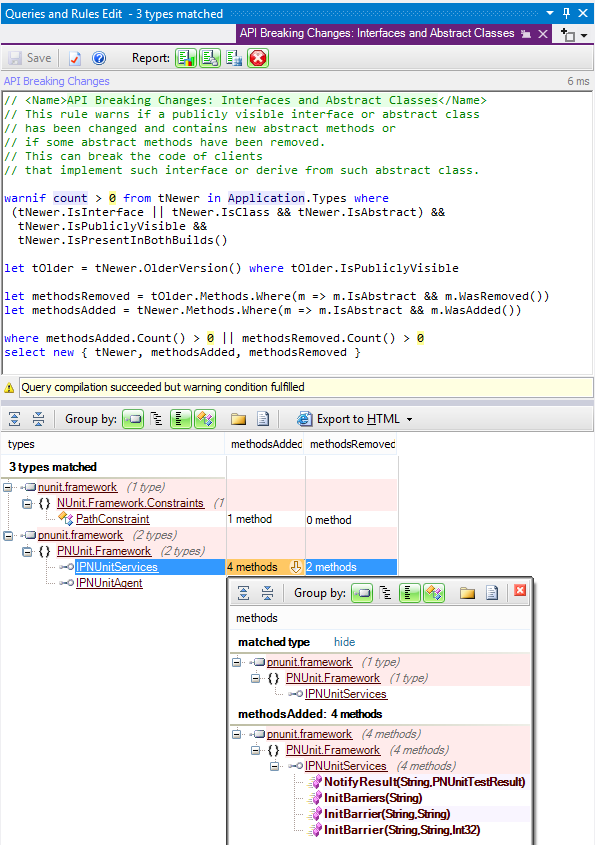 Queries and Rules Edit - 3 types matched
API Breaking Changes: Interfaces and Abstract Classes
Save Report:
API Breaking Changes 6 ms
// <Name>API Breaking Changes: Interfaces and Abstract Classes</Name>
// This rule warns if a publicly visible interface or abstract class
// has been changed and contains new abstract methods or
// if some abstract methods have been removed.
// This can break the code of clients
// that implement such interface or derive from such abstract class.
warnif count > 0 from tNewer in Application.Types where
(tNewer.IsInterface || tNewer.IsClass && tNewer.IsAbstract) &&
tNewer.IsPubliclyVisible &&
tNewer.IsPresentInBothBuilds()
let tOlder = tNewer.OlderVersion() where tOlder.IsPubliclyVisible
let methodsRemoved = tOlder.Methods.Where(m => m.IsAbstract && m.WasRemoved())
let methodsAdded = tNewer.Methods.Where(m => m.IsAbstract && m.WasAdded())
where methodsAdded.Count() > 0 || methodsRemoved.Count() > 0
select new { tNewer, methodsAdded, methodsRemoved }
Query compilation succeeded but warning condition fulfilled
Group by: Export to HTML
types methodsAdded methodsRemoved
3 types matched
nunit.framework (1 type)
{} NUnit.Framework.Constraints (1
PathConstraint 1 method 0 method
pnunit.framework (2 types)
{} PNUnit.Framework (2 types)
IPNUnitServices 4 methods 2 methods
IPNUnitAgent
Group by:
methods
matched type hide
pnunit.framework (1 type)
{} PNUnit.Framework (1 type)
IPNUnitServices
methodsAdded: 4 methods
pnunit.framework (4 methods)
{} PNUnit.Framework (4 methods)
IPNUnitServices (4 methods)
NotifyResult(String,PNUnitTestResult)
InitBarriers(String)
InitBarrier(String,String)
InitBarrier(String,String,Int32)